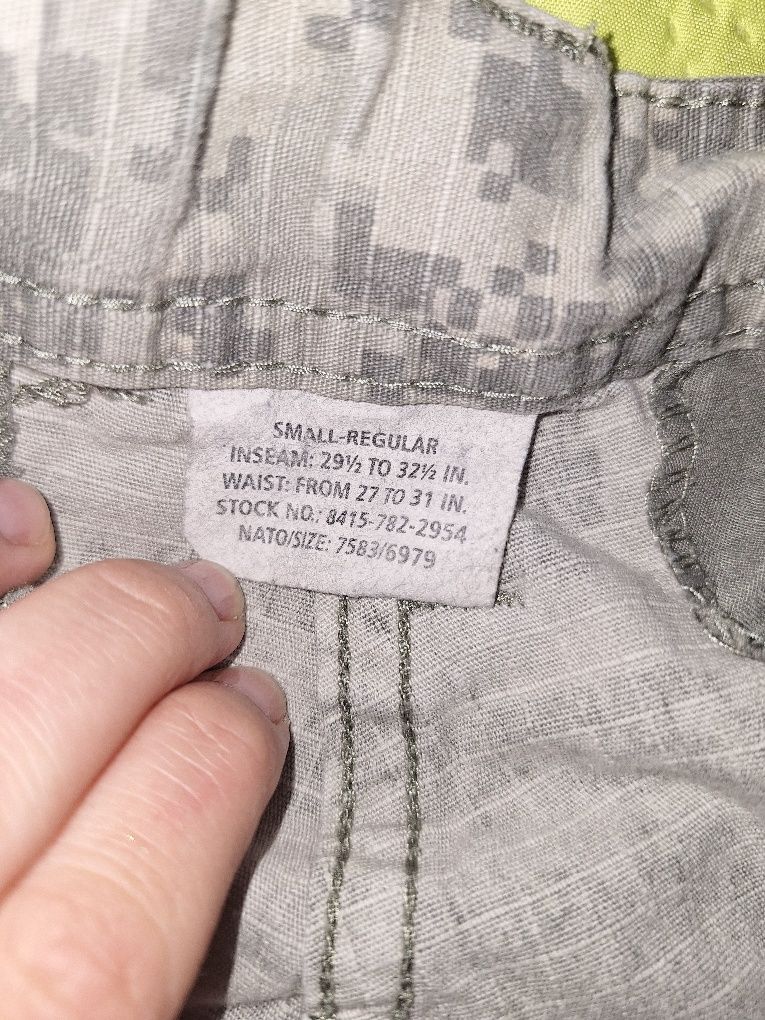 SMALL-REGULAR
INSEAM: 29½ TO 32½ IN.
WAIST: FROM 27 TO 31 IN.
STOCK NO.: 8415-782-2954
NATO/SIZE: 7583/6979